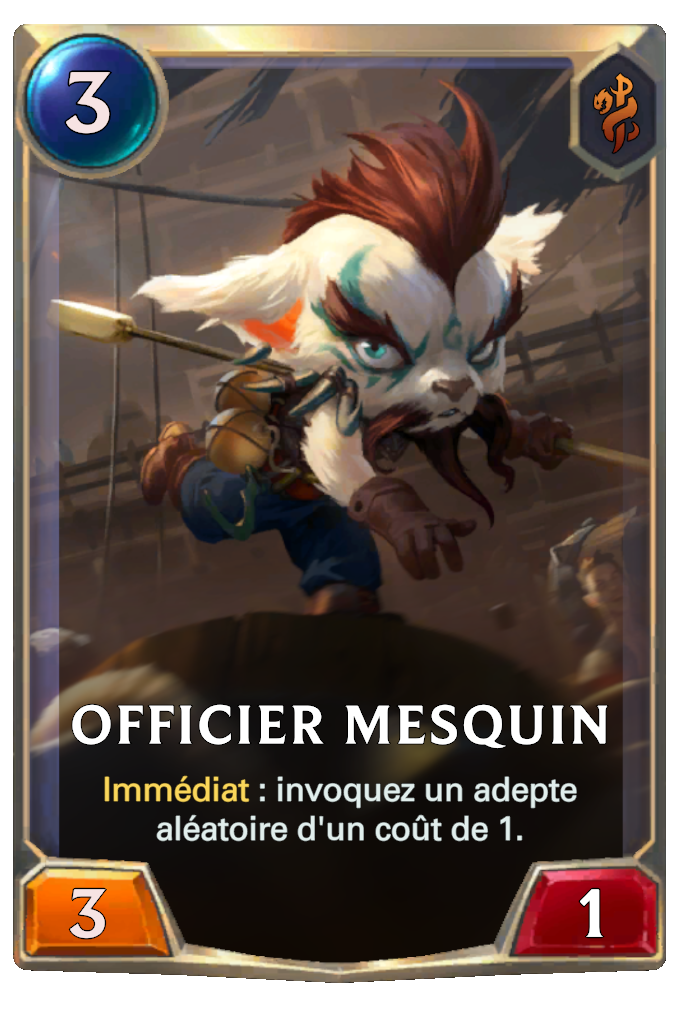 3
OFFICIER MESQUIN
Immédiat : invoquez un adepte
aléatoire d'un coût de 1.
3
1